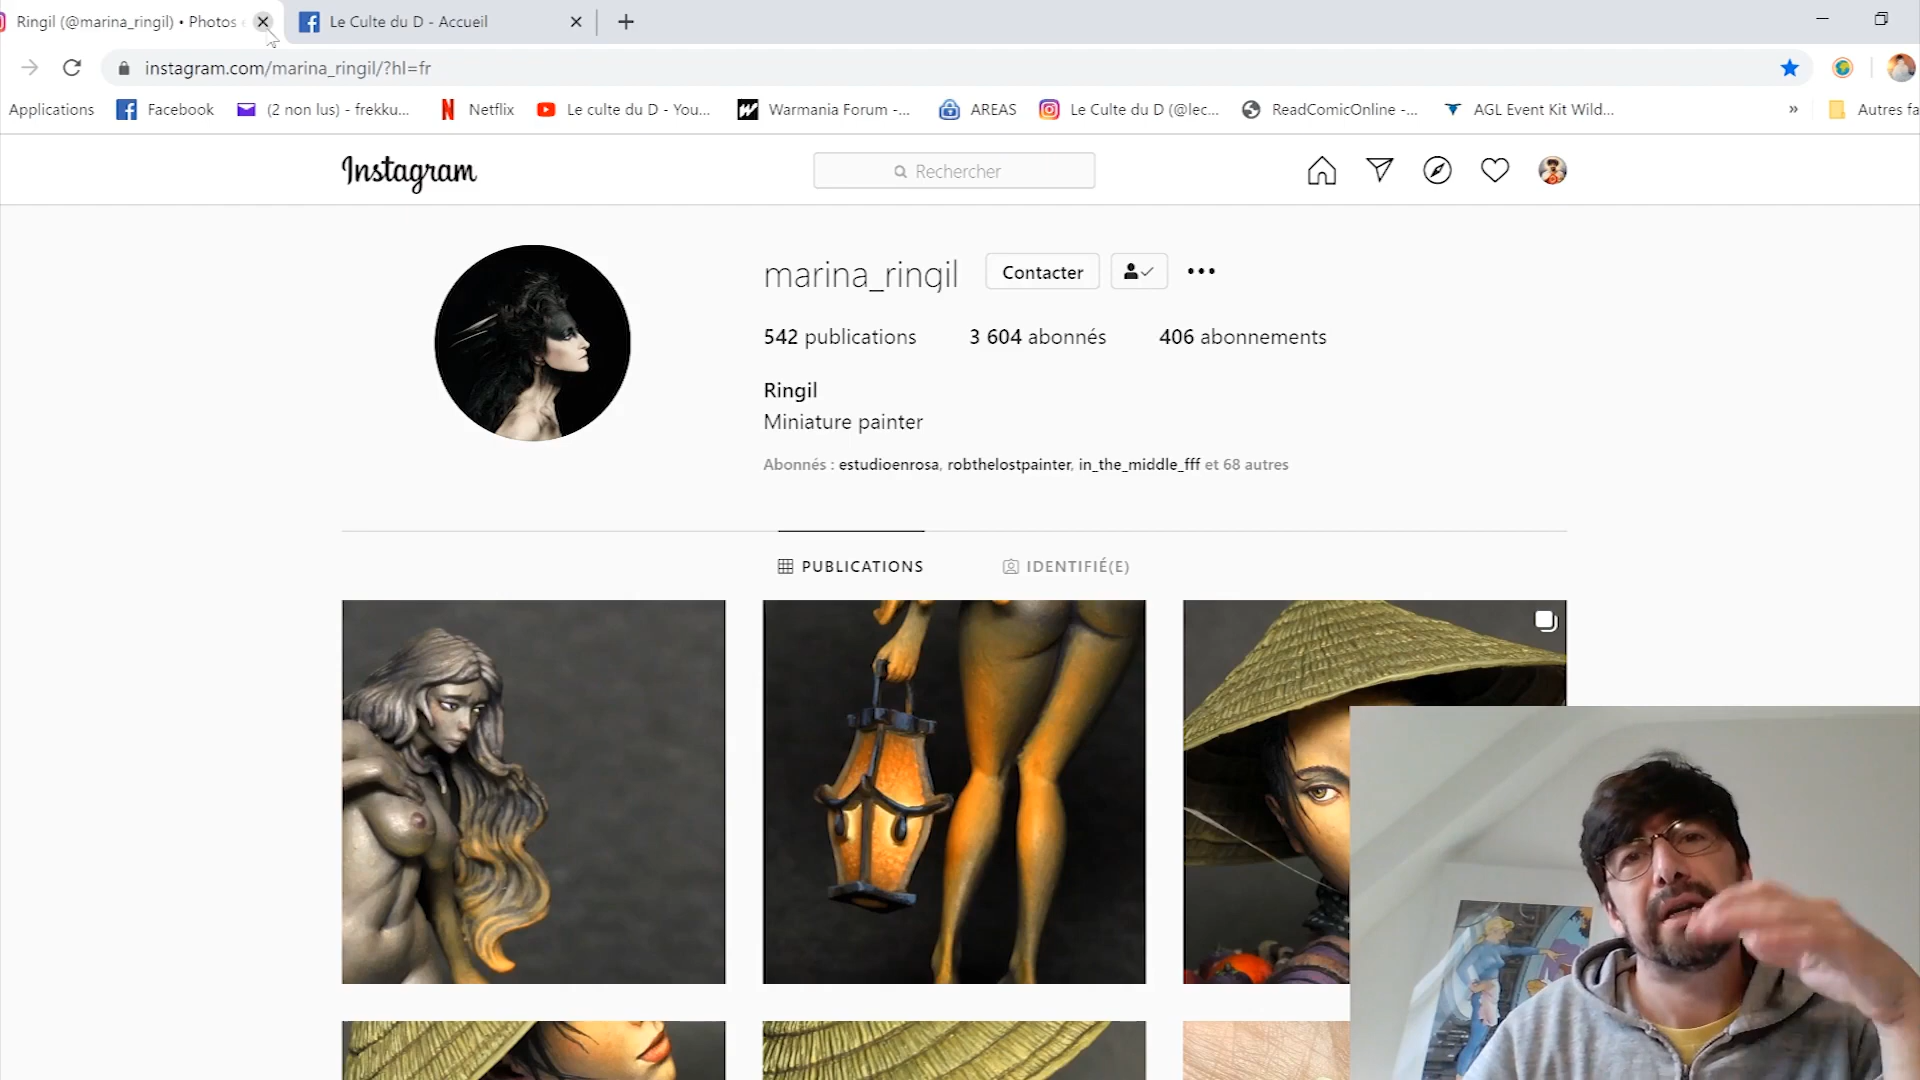 Ringil (@marina_ringil) • Photos
Le Culte du D - Accueil
instagram.com/marina_ringil/?hl=fr
Applications
Facebook
(2 non lus) - frekku...
Netflix
Le culte du D - You...
Warmania Forum -...
AREAS
Le Culte du D (@lec...
ReadComicOnline -...
AGL Event Kit Wild...
»
Autres fa
Instagram
Rechercher
marina_ringil
Contacter
542 publications
3 604 abonnés
406 abonnements
Ringil
Miniature painter
Abonnés : estudioenrosa, robthelostpainter, in_the_middle_fff et 68 autres
PUBLICATIONS
IDENTIFIÉ(E)